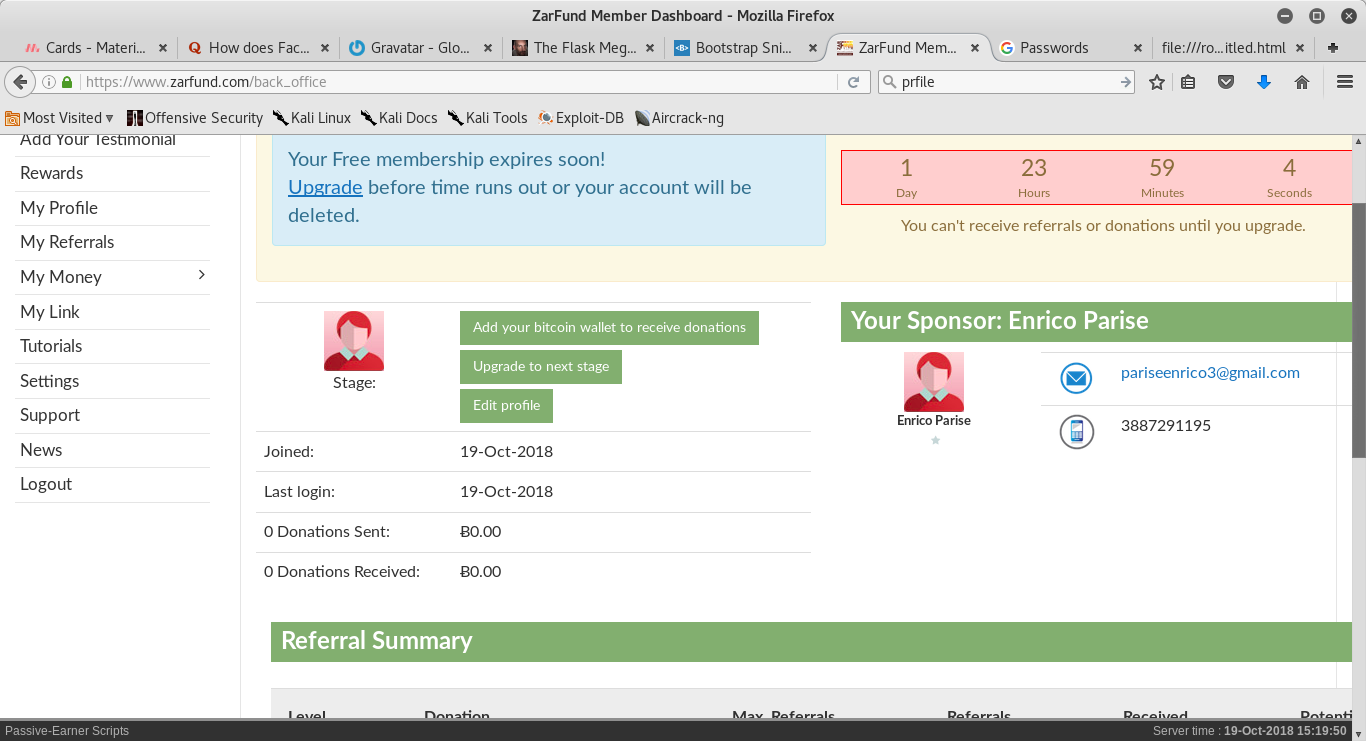 ZarFund Member Dashboard - Mozilla Firefox
Cards - Materi... How does Fac... Gravatar - Glo... The Flask Meg... Bootstrap Sni... ZarFund Mem... Passwords file:///ro...itled.html
https://www.zarfund.com/back_office prfile
Most Visited Offensive Security Kali Linux Kali Docs Kali Tools Exploit-DB Aircrack-ng
Add Your Testimonial
Rewards
My Profile
My Referrals
My Money
My Link
Tutorials
Settings
Support
News
Logout
Your Free membership expires soon!
Upgrade before time runs out or your account will be
deleted.
1 23 59 4
Day Hours Minutes Seconds
You can't receive referrals or donations until you upgrade.
Stage:
Add your bitcoin wallet to receive donations
Upgrade to next stage
Edit profile
Joined: 19-Oct-2018
Last login: 19-Oct-2018
0 Donations Sent: Ƀ0.00
0 Donations Received: Ƀ0.00
Your Sponsor: Enrico Parise
Enrico Parise
pariseenrico3@gmail.com
3887291195
Referral Summary
Level Donation Max. Referrals Referrals Received Potenti
Passive-Earner Scripts Server time : 19-Oct-2018 15:19:50